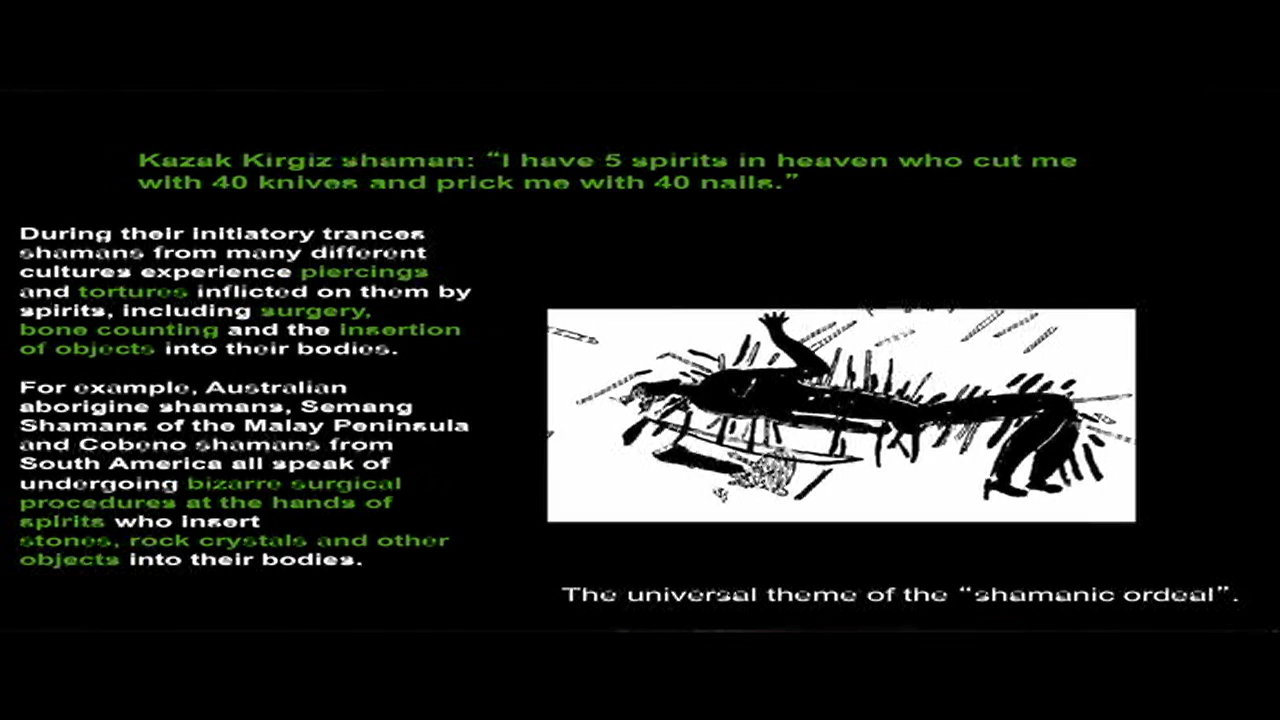 Kazak Kirgiz shaman: “I have 5 spirits in heaven who cut me
with 40 knives and prick me with 40 nails.”
During their initiatory trances
shamans from many different
cultures experience piercings
and tortures inflicted on them by
spirits, including surgery,
bone counting and the insertion
of objects into their bodies.
For example, Australian
aborigine shamans, Semang
Shamans of the Malay Peninsula
and Cobeno shamans from
South America all speak of
undergoing bizarre surgical
procedures at the hands of
spirits who insert
stones, rock crystals and other
objects into their bodies.
The universal theme of the “shamanic ordeal”.